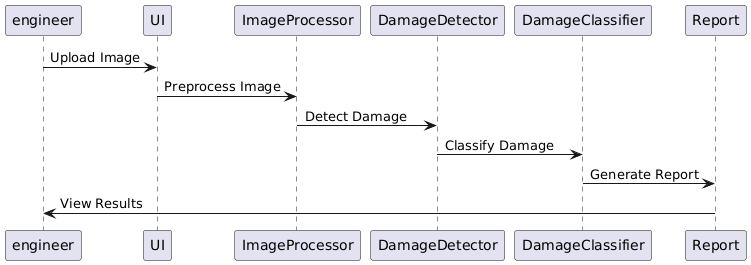 engineer UI ImageProcessor DamageDetector DamageClassifier Report
Upload Image
Preprocess Image
Detect Damage
Classify Damage
Generate Report
View Results
engineer UI ImageProcessor DamageDetector DamageClassifier Report